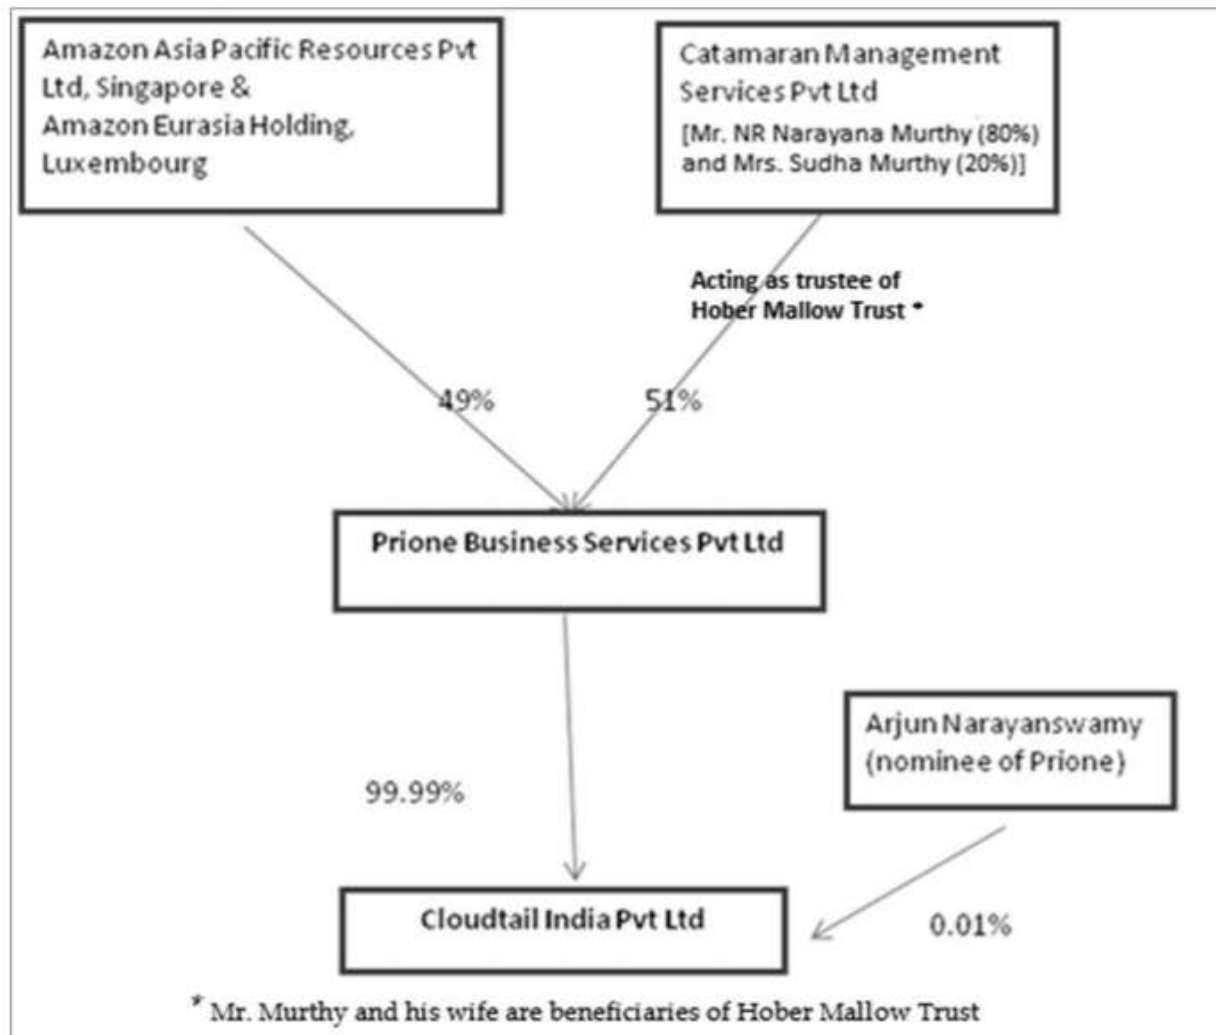 Amazon Asia Pacific Resources Pvt
Ltd, Singapore &
Amazon Eurasia Holding,
Luxembourg
Catamaran Management
Services Pvt Ltd
[Mr. NR Narayana Murthy (80%)
and Mrs. Sudha Murthy (20%)]
Acting as trustee of
Hober Mallow Trust *
49%
51%
Prione Business Services Pvt Ltd
99.99%
Arjun Narayanswamy
(nominee of Prione)
Cloudtail India Pvt Ltd
0.01%
* Mr. Murthy and his wife are beneficiaries of Hober Mallow Trust